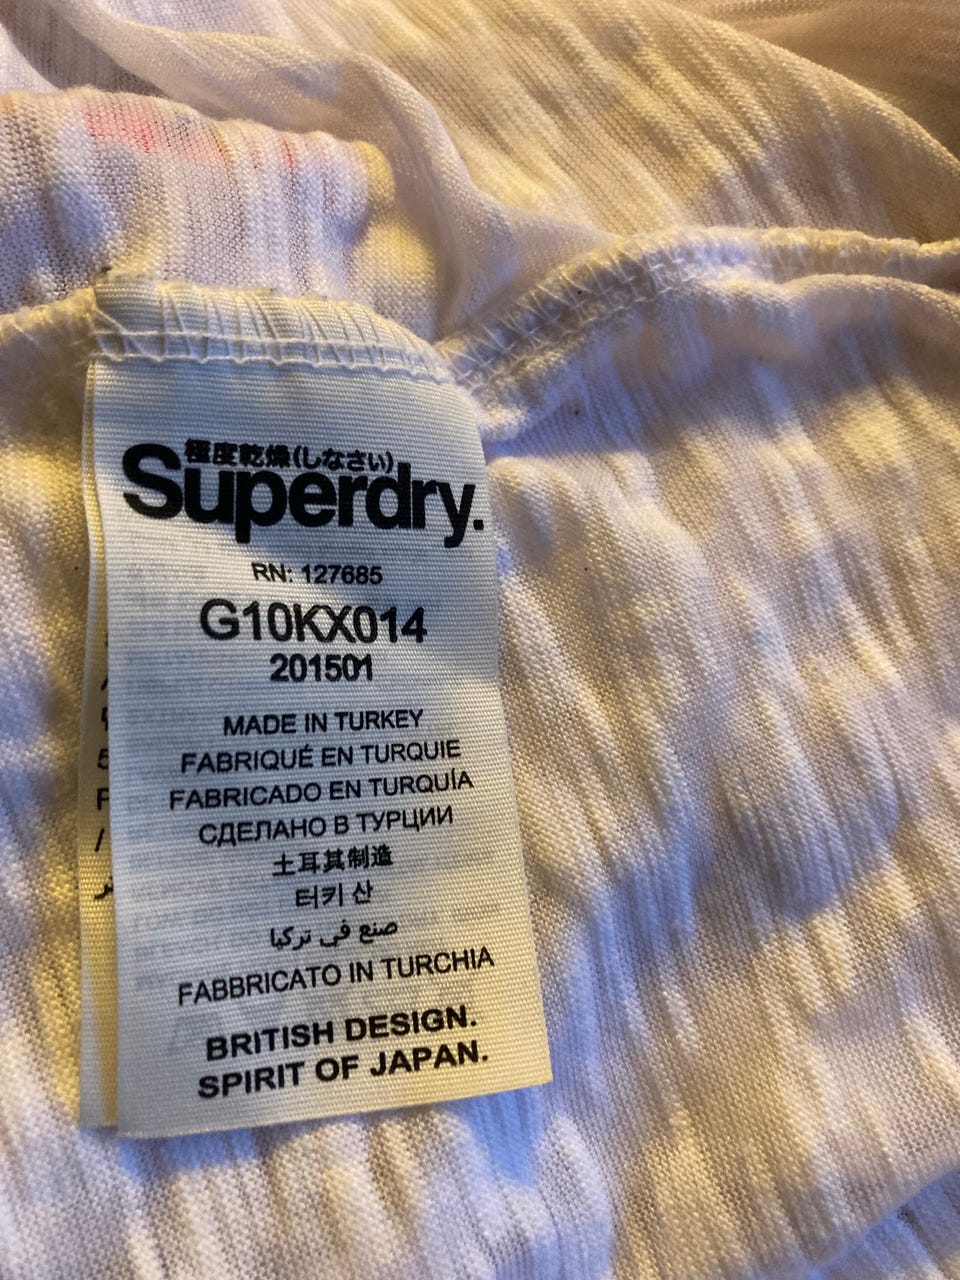 極度乾燥(しなさい)
Superdry.
RN: 127685
G10KX014
201501
MADE IN TURKEY
FABRIQUÉ EN TURQUIE
FABRICADO EN TURQUÍA
СДЕЛАНО В ТУРЦИИ
土耳其制造
터키 산
صنع في تركيا
FABBRICATO IN TURCHIA
BRITISH DESIGN.
SPIRIT OF JAPAN.